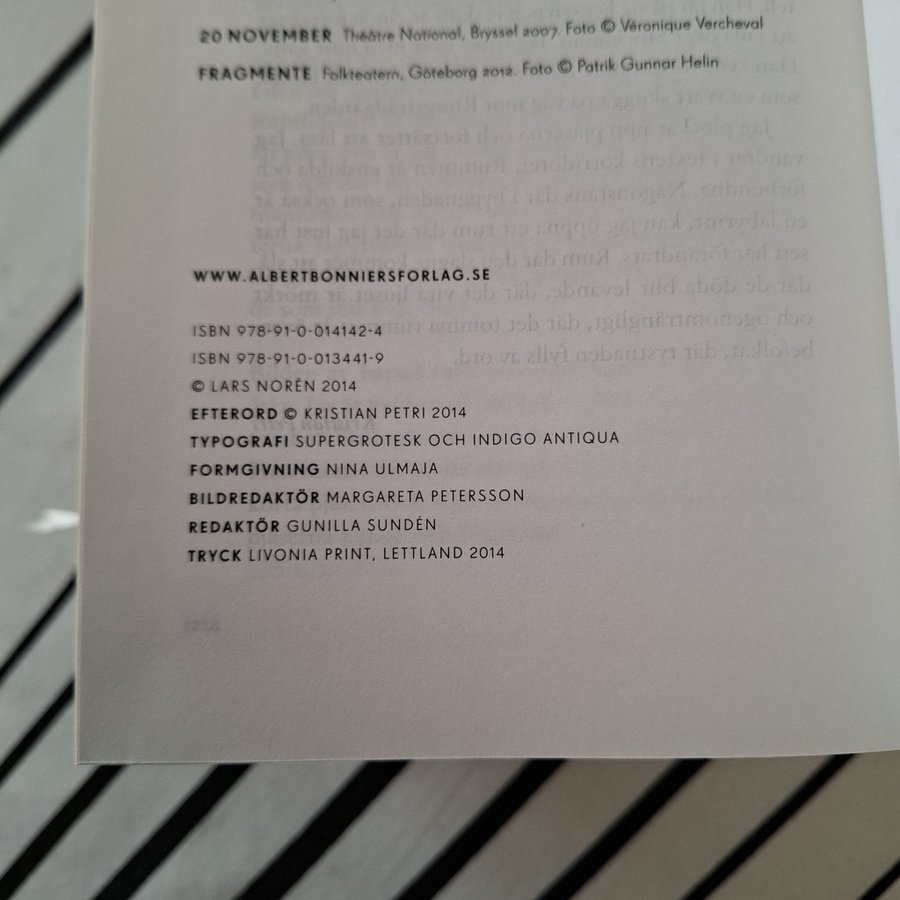 20 NOVEMBER Théâtre National, Bryssel 2007. Foto © Véronique Vercheval
FRAGMENTE Folkteatern, Göteborg 2012. Foto © Patrik Gunnar Helin
WWW.ALBERTBONNIERSFORLAG.SE
ISBN 978-91-0-014142-4
ISBN 978-91-0-013441-9
© LARS NORÉN 2014
EFTERORD © KRISTIAN PETRI 2014
TYPOGRAFI SUPERGROTESK OCH INDIGO ANTIQUA
FORMGIVNING NINA ULMAJA
BILDREDAKTÖR MARGARETA PETERSSON
REDAKTÖR GUNILLA SUNDÉN
TRYCK LIVONIA PRINT, LETTLAND 2014